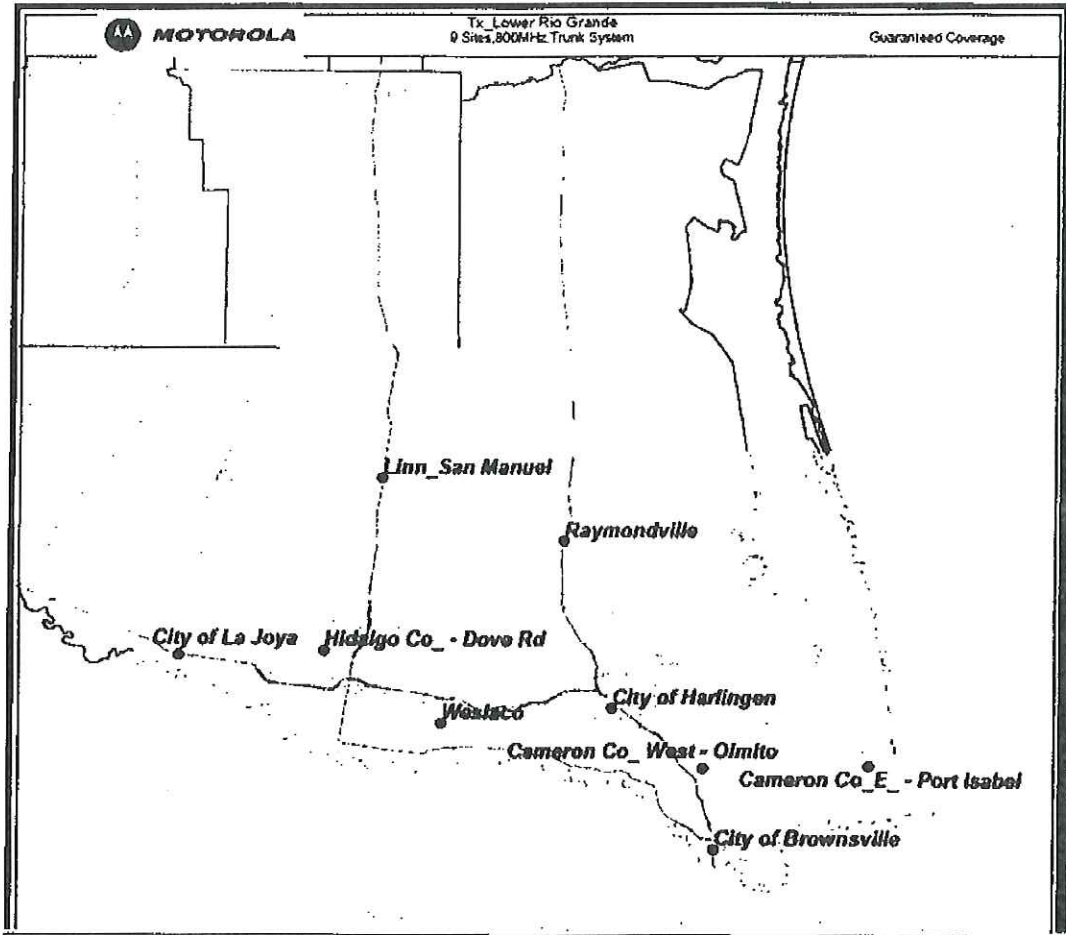 MOTOROLA
Tx_Lower Rio Grande
9 Sites,800MHz Trunk System
Guaranteed Coverage
Linn_San Manuel
Raymondville
City of La Joya
Hidalgo Co_ - Dove Rd
City of Harlingen
Weslaco
Cameron Co_ West - Olmito
Cameron Co_E_ - Port Isabel
City of Brownsville